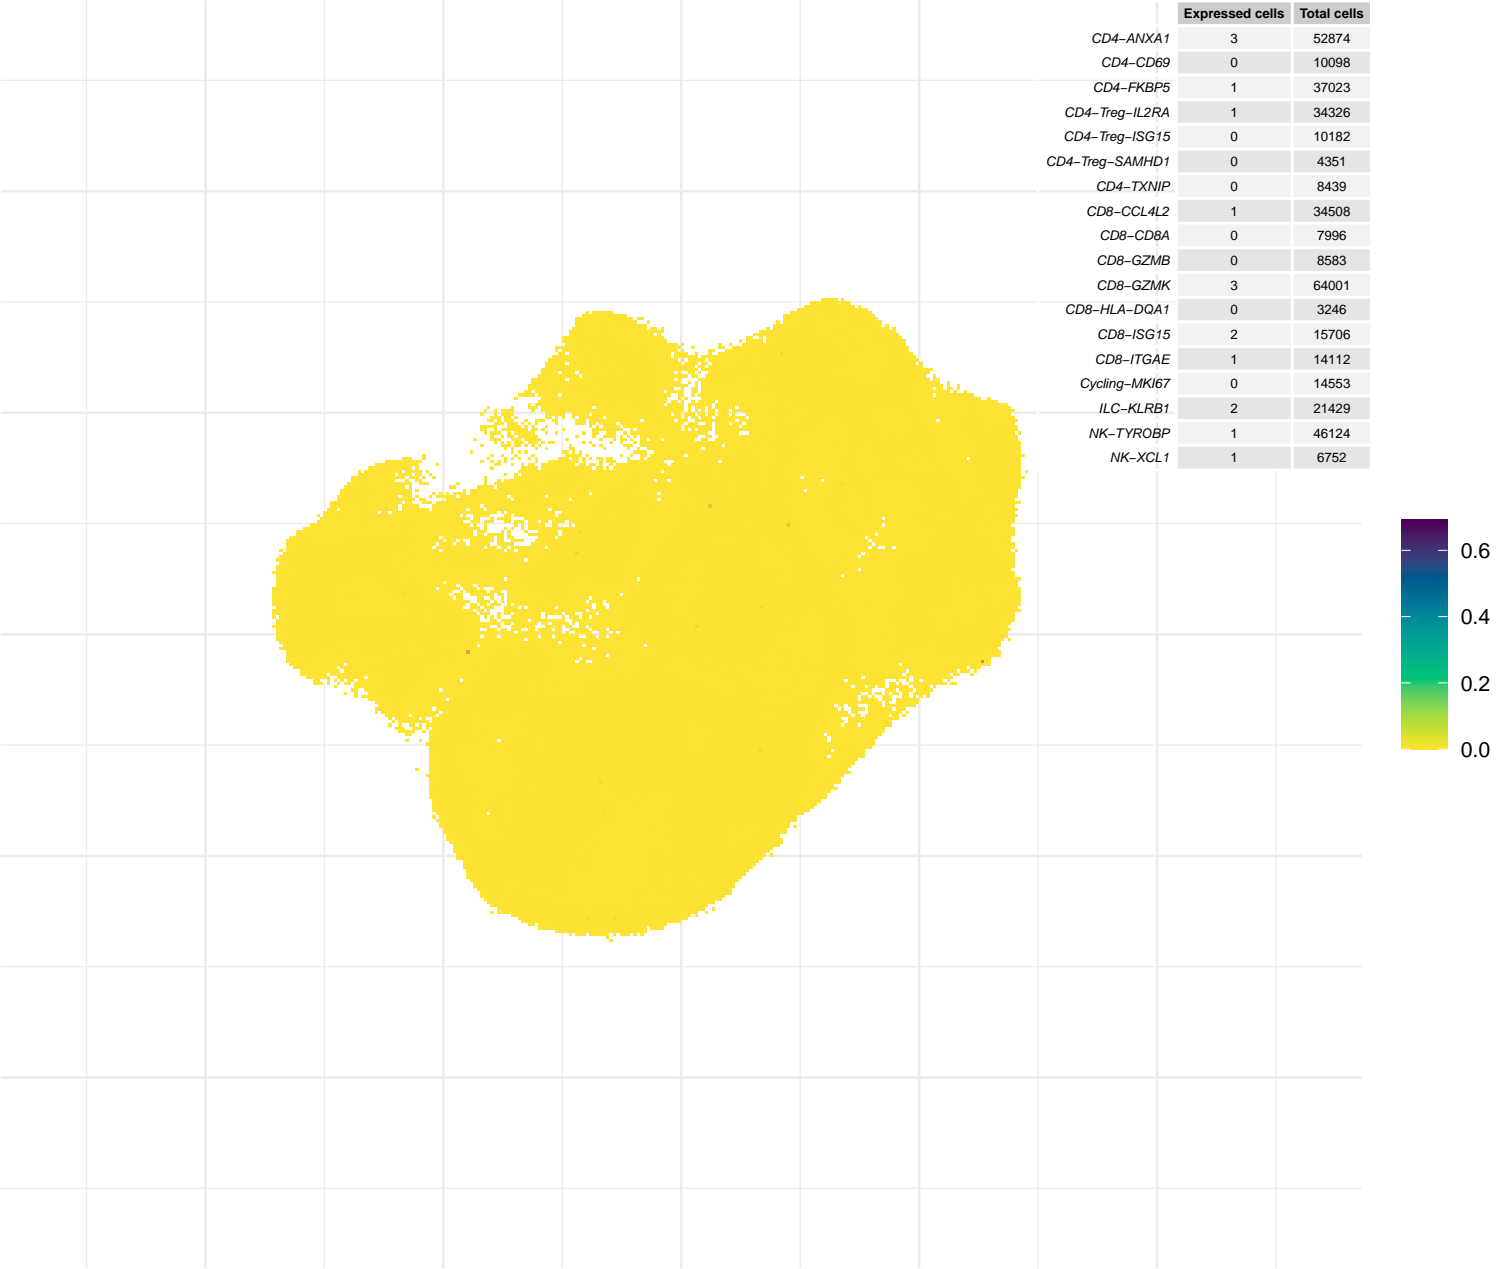 Expressed cells Total cells
CD4−ANXA1 3 52874
CD4−CD69 0 10098
CD4−FKBP5 1 37023
CD4−Treg−IL2RA 1 34326
CD4−Treg−ISG15 0 10182
CD4−Treg−SAMHD1 0 4351
CD4−TXNIP 0 8439
CD8−CCL4L2 1 34508
CD8−CD8A 0 7996
CD8−GZMB 0 8583
CD8−GZMK 3 64001
CD8−HLA−DQA1 0 3246
CD8−ISG15 2 15706
CD8−ITGAE 1 14112
Cycling−MKI67 0 14553
ILC−KLRB1 2 21429
NK−TYROBP 1 46124
NK−XCL1 1 6752
0.6
0.4
0.2
0.0